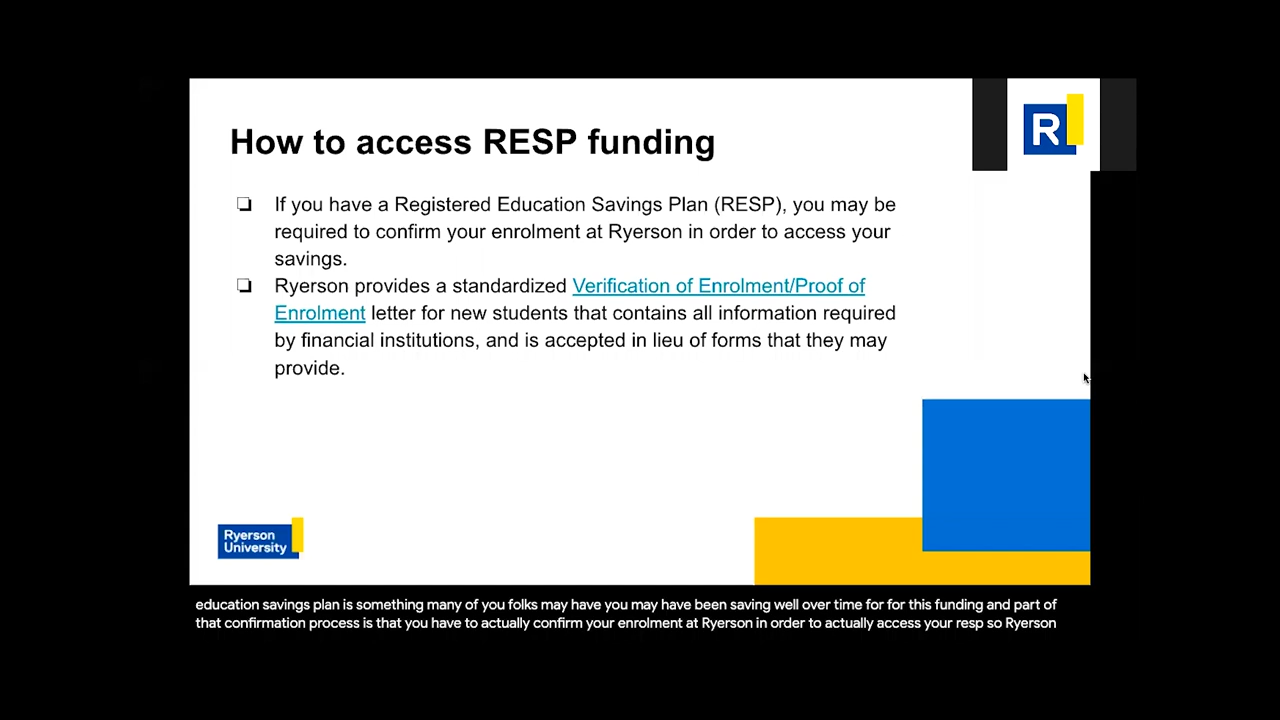 R
How to access RESP funding
❏ If you have a Registered Education Savings Plan (RESP), you may be
required to confirm your enrolment at Ryerson in order to access your
savings.
❏ Ryerson provides a standardized Verification of Enrolment/Proof of
Enrolment letter for new students that contains all information required
by financial institutions, and is accepted in lieu of forms that they may
provide.
Ryerson
University
education savings plan is something many of you folks may have you may have been saving well over time for for this funding and part of
that confirmation process is that you have to actually confirm your enrolment at Ryerson in order to actually access your resp so Ryerson